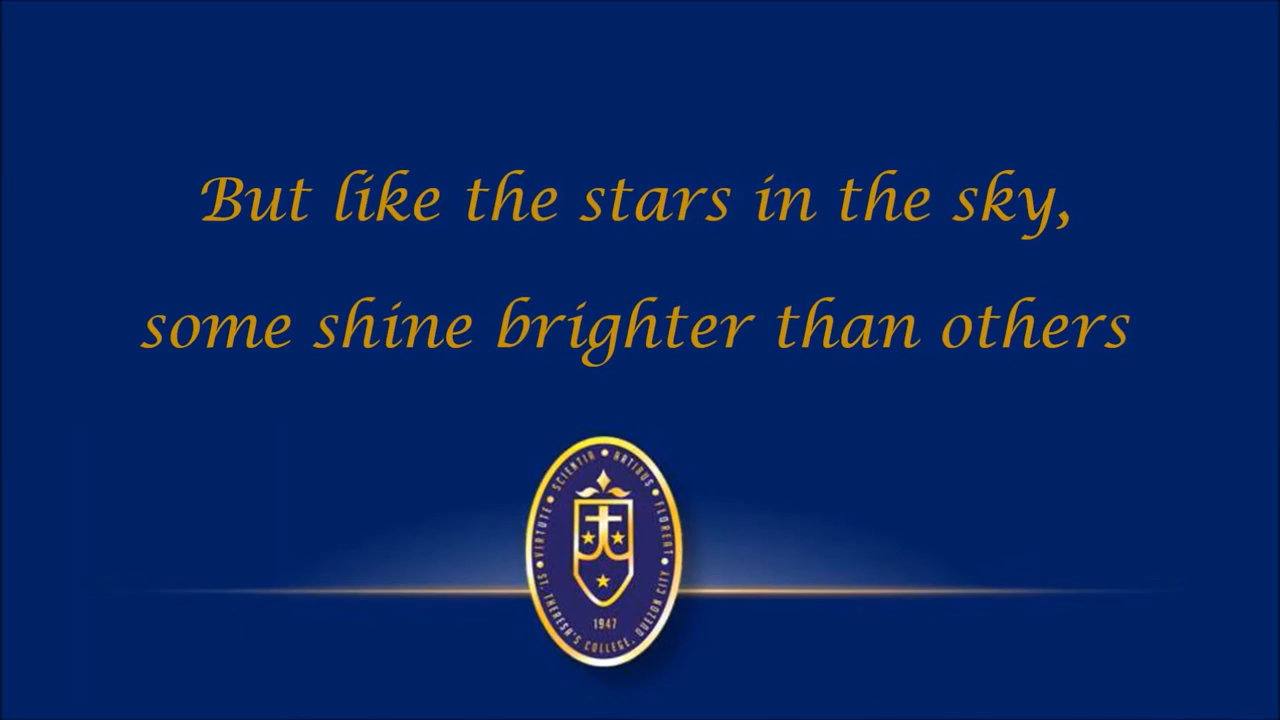 But like the stars in the sky,
some shine brighter than others
VIRTUTE • SCIENTIA • ARTIBUS • FLOREAT
1947
ST. THERESA'S COLLEGE, QUEZON CITY